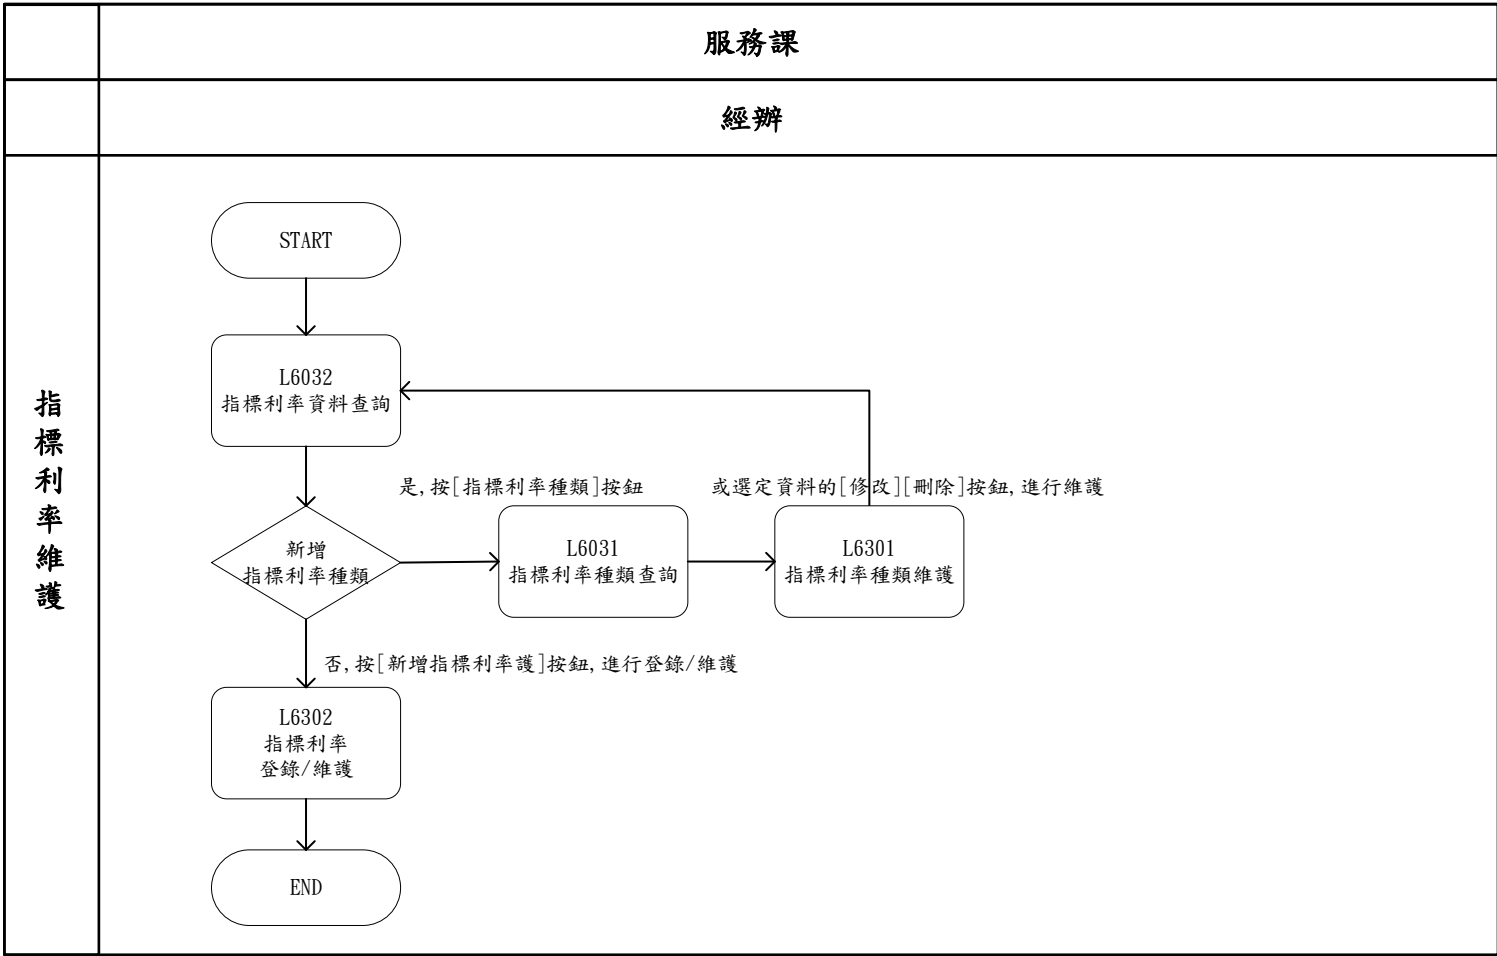 服務課
經辦
指標利率維護
START
L6032
指標利率資料查詢
是,按[指標利率種類]按鈕
或選定資料的[修改][刪除]按鈕,進行維護
新增
指標利率種類
L6031
指標利率種類查詢
L6301
指標利率種類維護
否,按[新增指標利率護]按鈕,進行登錄/維護
L6302
指標利率
登錄/維護
END